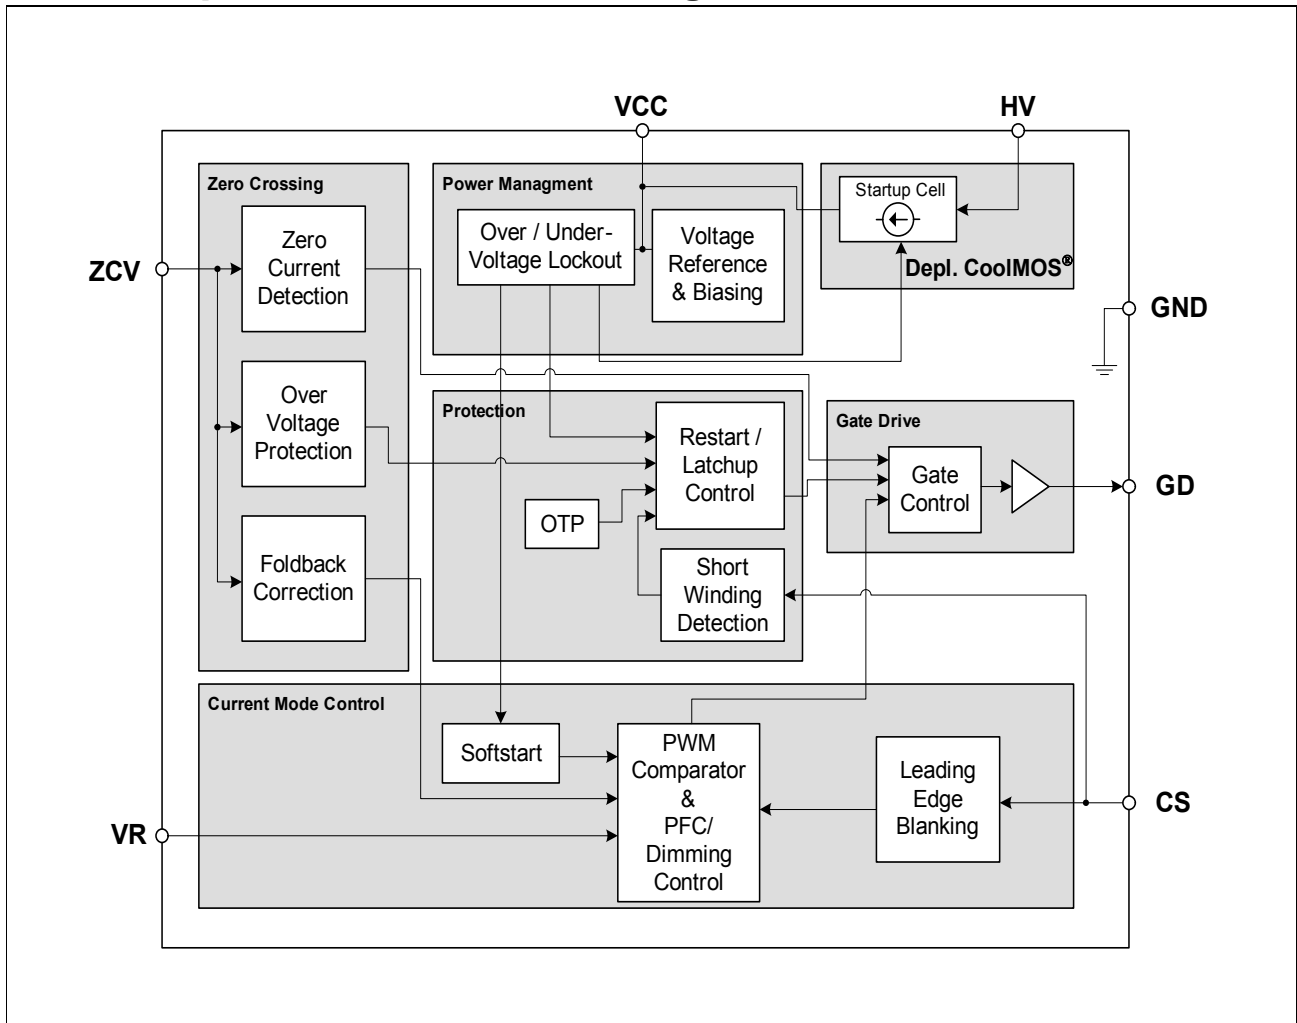 VCC
HV
Zero Crossing
Power Managment
Startup Cell
Zero
Current
Detection
Over / Under-
Voltage Lockout
Voltage
Reference
& Biasing
Depl. CoolMOS®
ZCV
GND
Over
Voltage
Protection
Protection
Restart /
Latchup
Control
Gate Drive
Gate
Control
GD
OTP
Foldback
Correction
Short
Winding
Detection
Current Mode Control
Softstart
PWM
Comparator
&
PFC/
Dimming
Control
Leading
Edge
Blanking
CS
VR